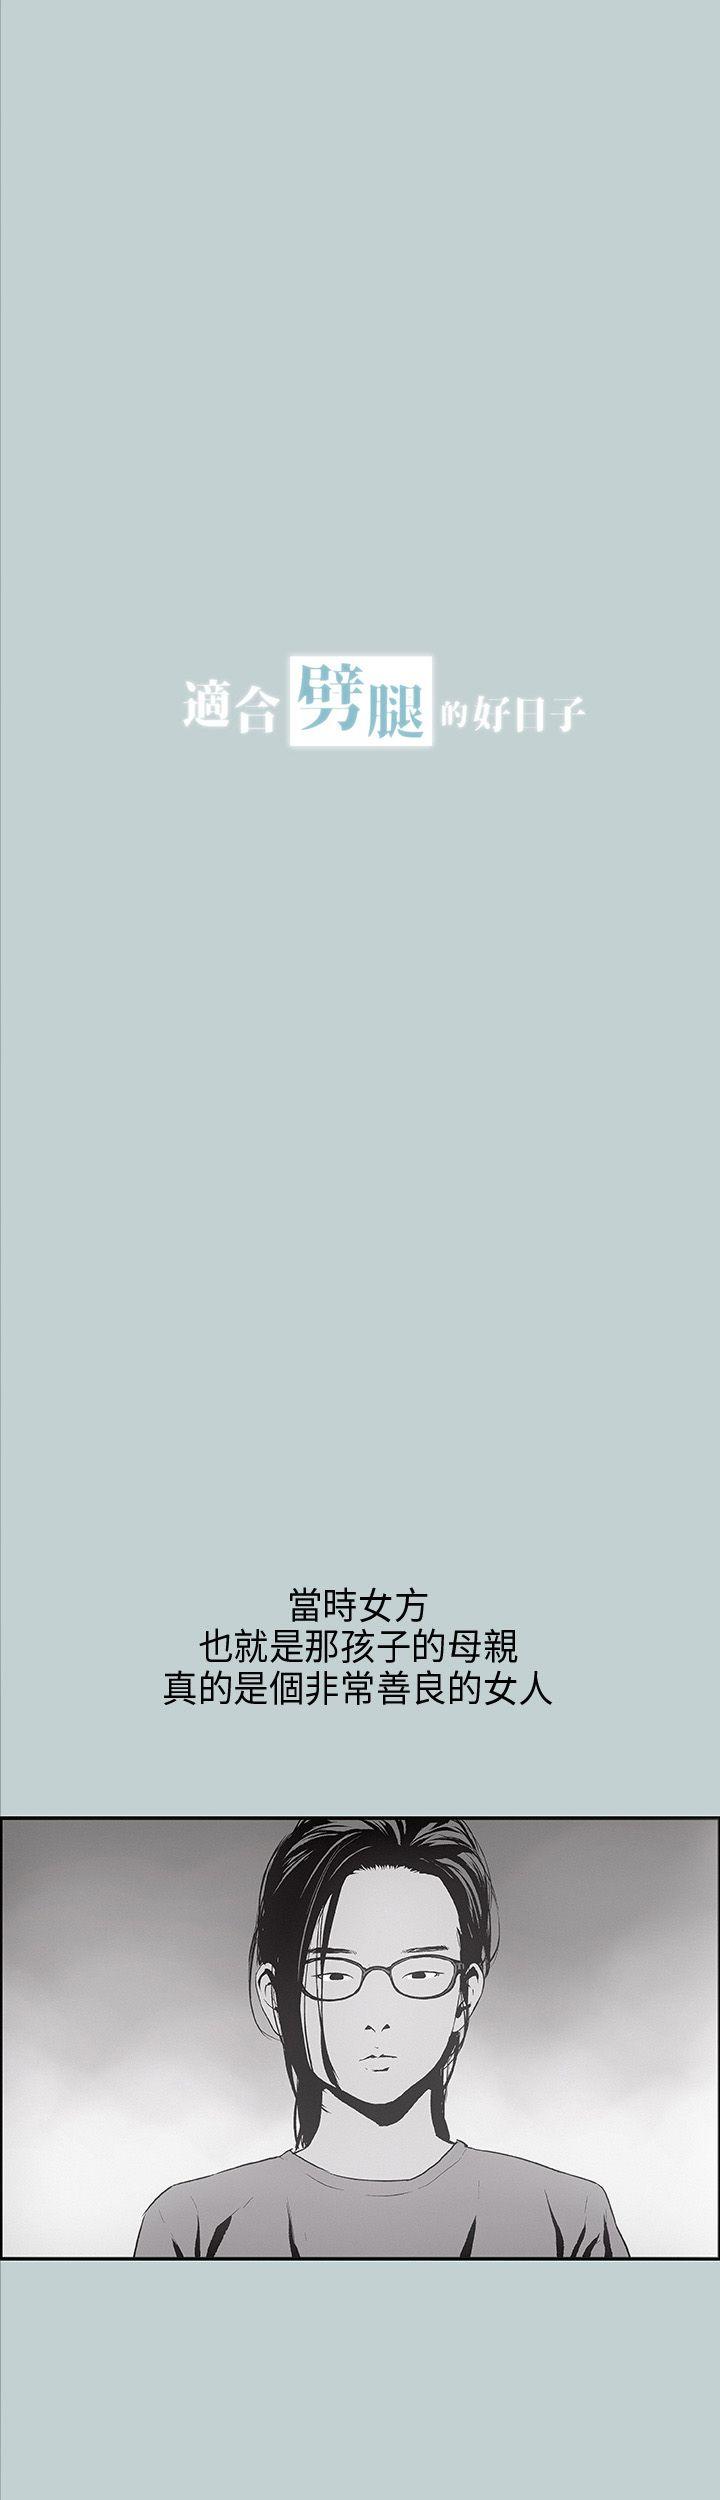 適合劈腿的好日子
當時女方
也就是那孩子的母親
真的是個非常善良的女人